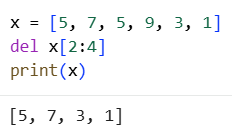 x = [5, 7, 5, 9, 3, 1]
del x[2:4]
print(x)
[5, 7, 3, 1]